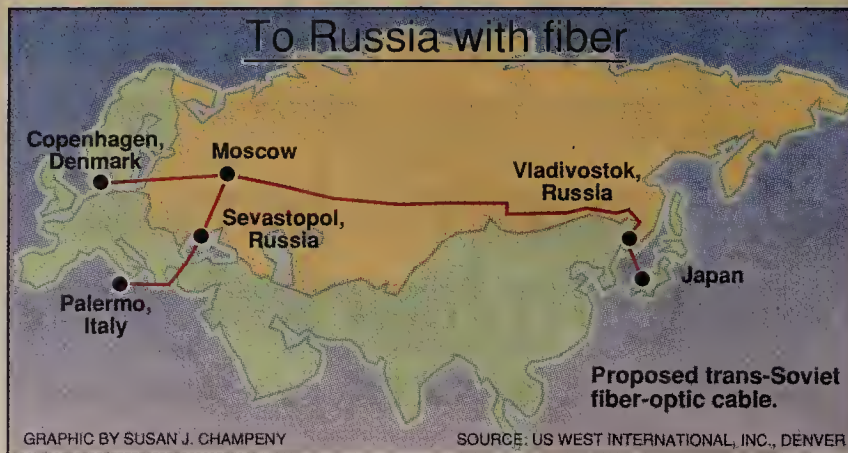 To Russia with fiber
Copenhagen,
Denmark
Moscow
Vladivostok,
Russia
Sevastopol,
Russia
Japan
Palermo,
Italy
Proposed trans-Soviet
fiber-optic cable.
GRAPHIC BY SUSAN J. CHAMPENY
SOURCE: US WEST INTERNATIONAL, INC., DENVER